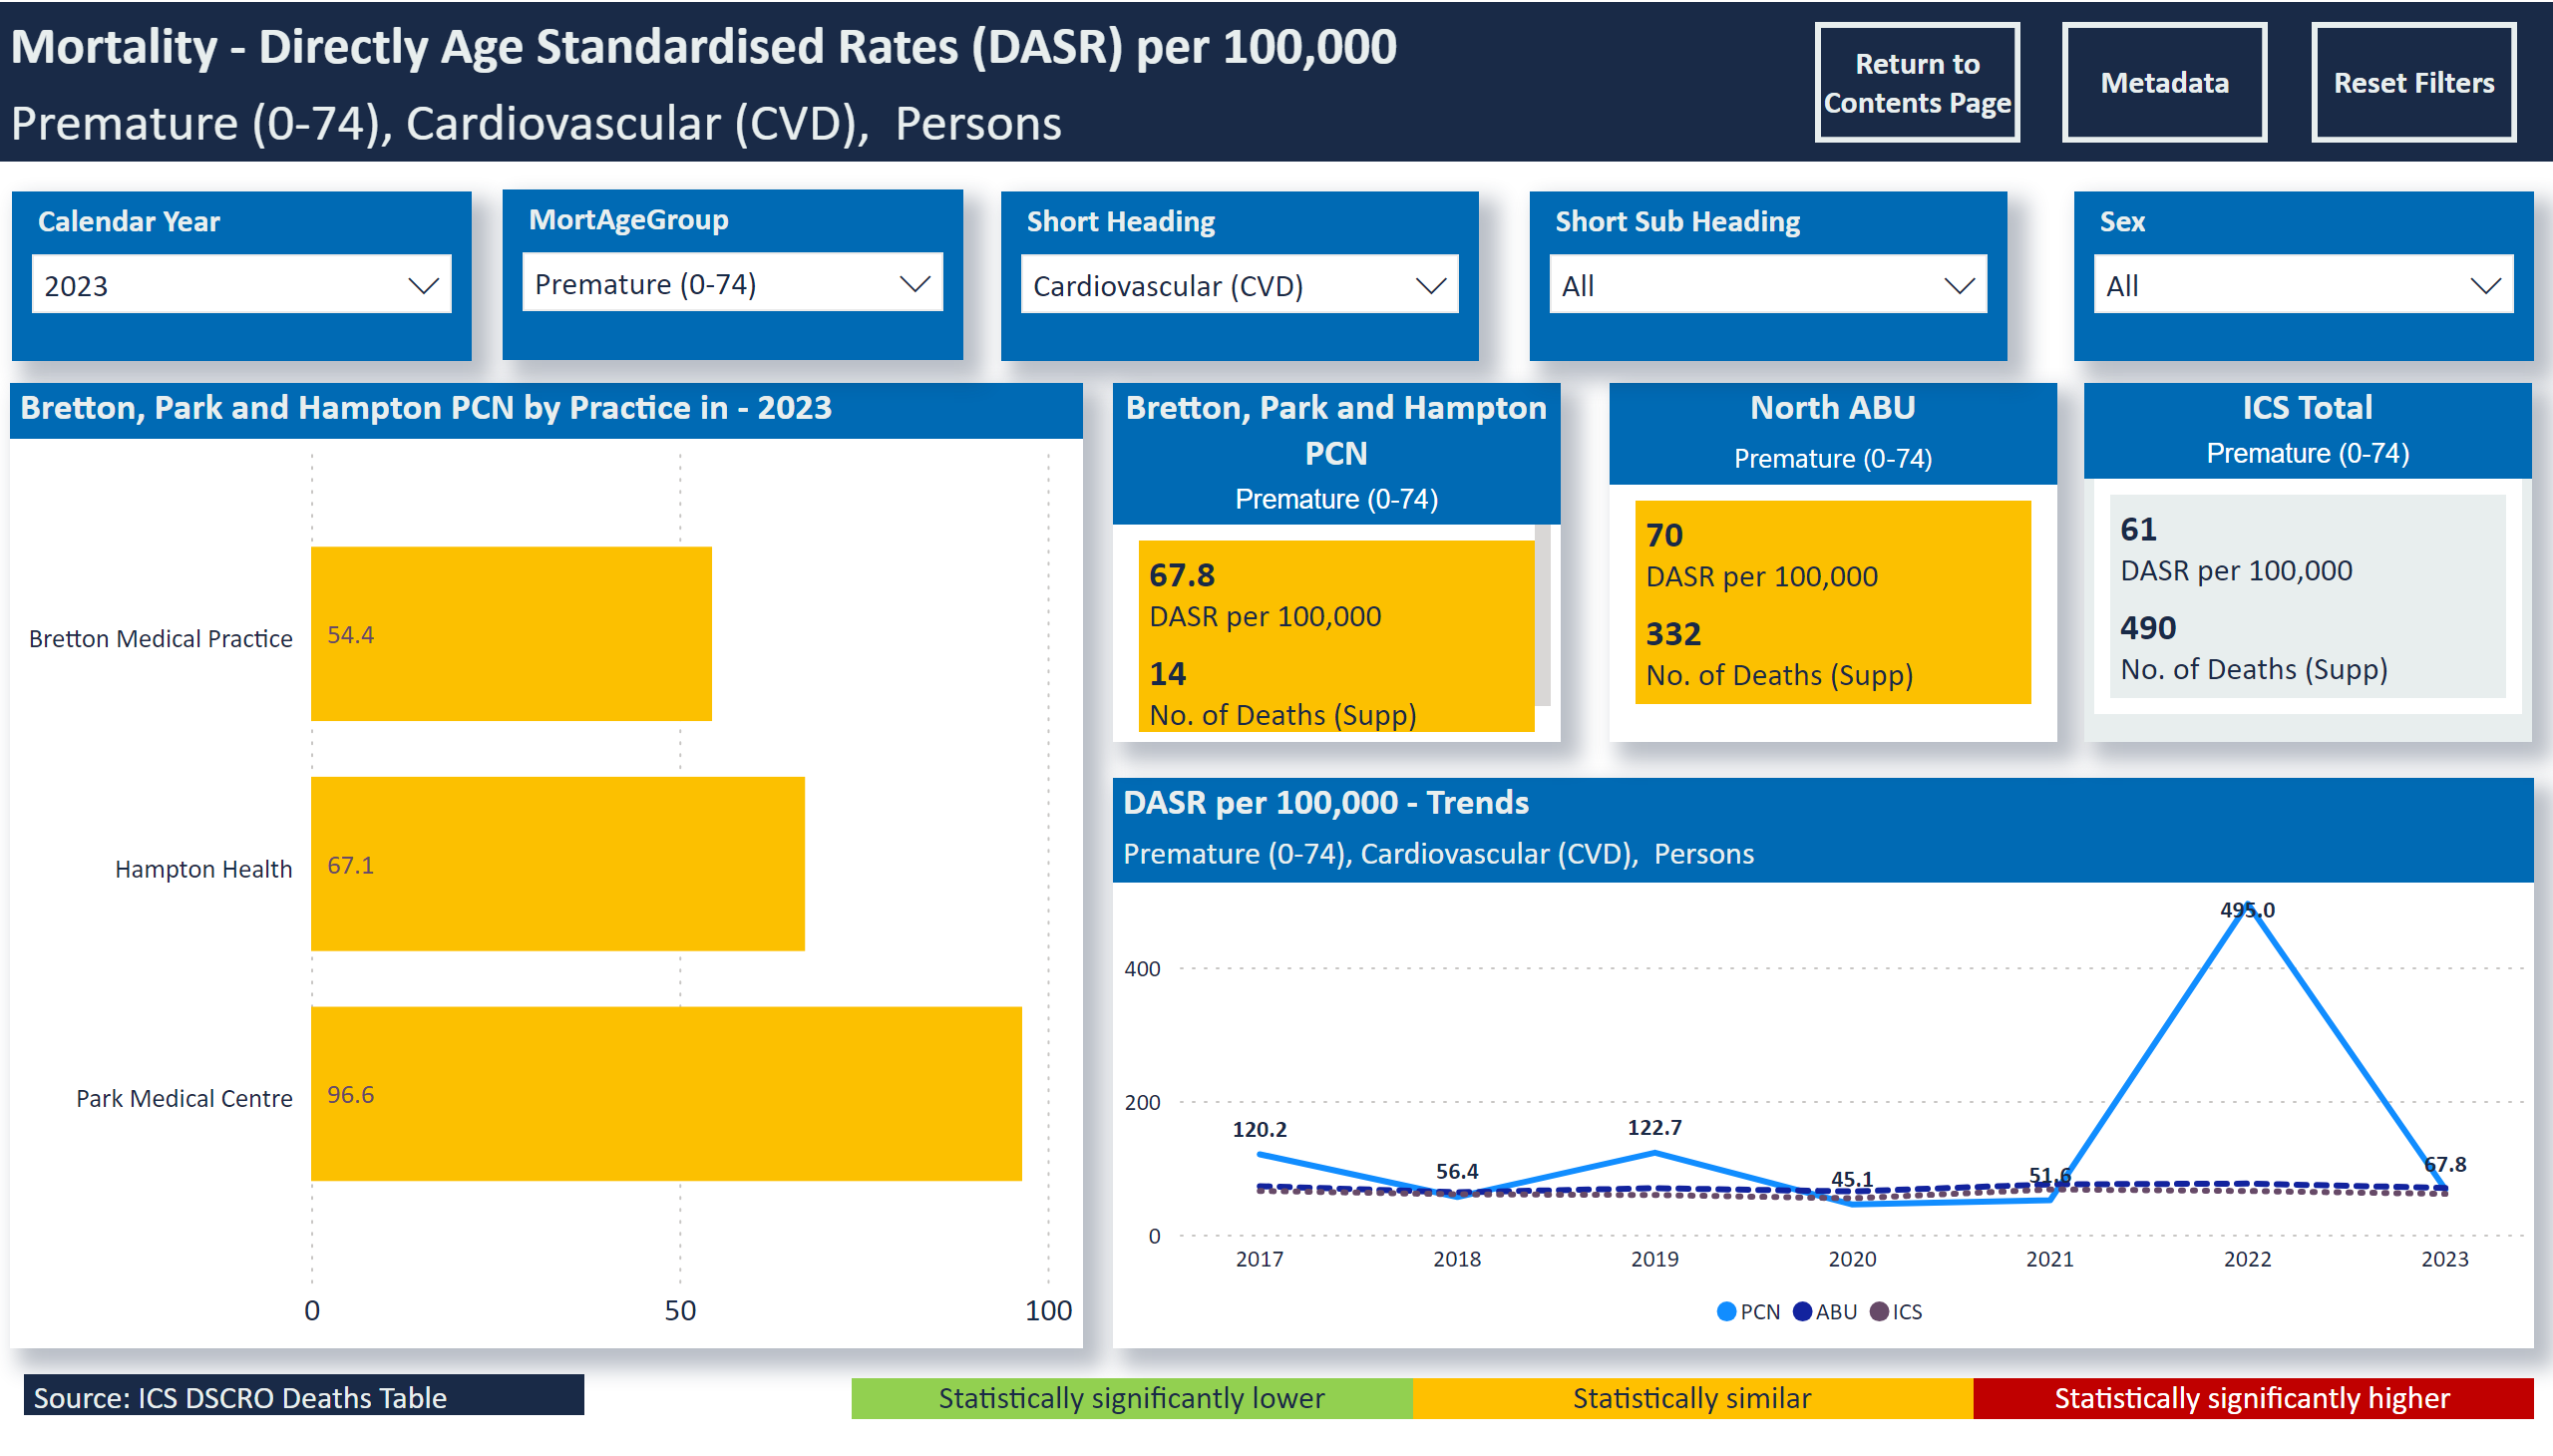 Mortality - Directly Age Standardised Rates (DASR) per 100,000
Premature (0-74), Cardiovascular (CVD),  Persons
Return to
Contents Page
Metadata
Reset Filters
Calendar Year
2023
MortAgeGroup
Premature (0-74)
Short Heading
Cardiovascular (CVD)
Short Sub Heading
All
Sex
All
Bretton, Park and Hampton PCN by Practice in - 2023
Bretton Medical Practice
54.4
Hampton Health
67.1
Park Medical Centre
96.6
0
50
100
Bretton, Park and Hampton
PCN
Premature (0-74)
67.8
DASR per 100,000
14
No. of Deaths (Supp)
North ABU
Premature (0-74)
70
DASR per 100,000
332
No. of Deaths (Supp)
ICS Total
Premature (0-74)
61
DASR per 100,000
490
No. of Deaths (Supp)
DASR per 100,000 - Trends
Premature (0-74), Cardiovascular (CVD),  Persons
400
200
0
120.2
56.4
122.7
45.1
51.6
495.0
67.8
2017
2018
2019
2020
2021
2022
2023
PCN
ABU
ICS
Source: ICS DSCRO Deaths Table
Statistically significantly lower
Statistically similar
Statistically significantly higher